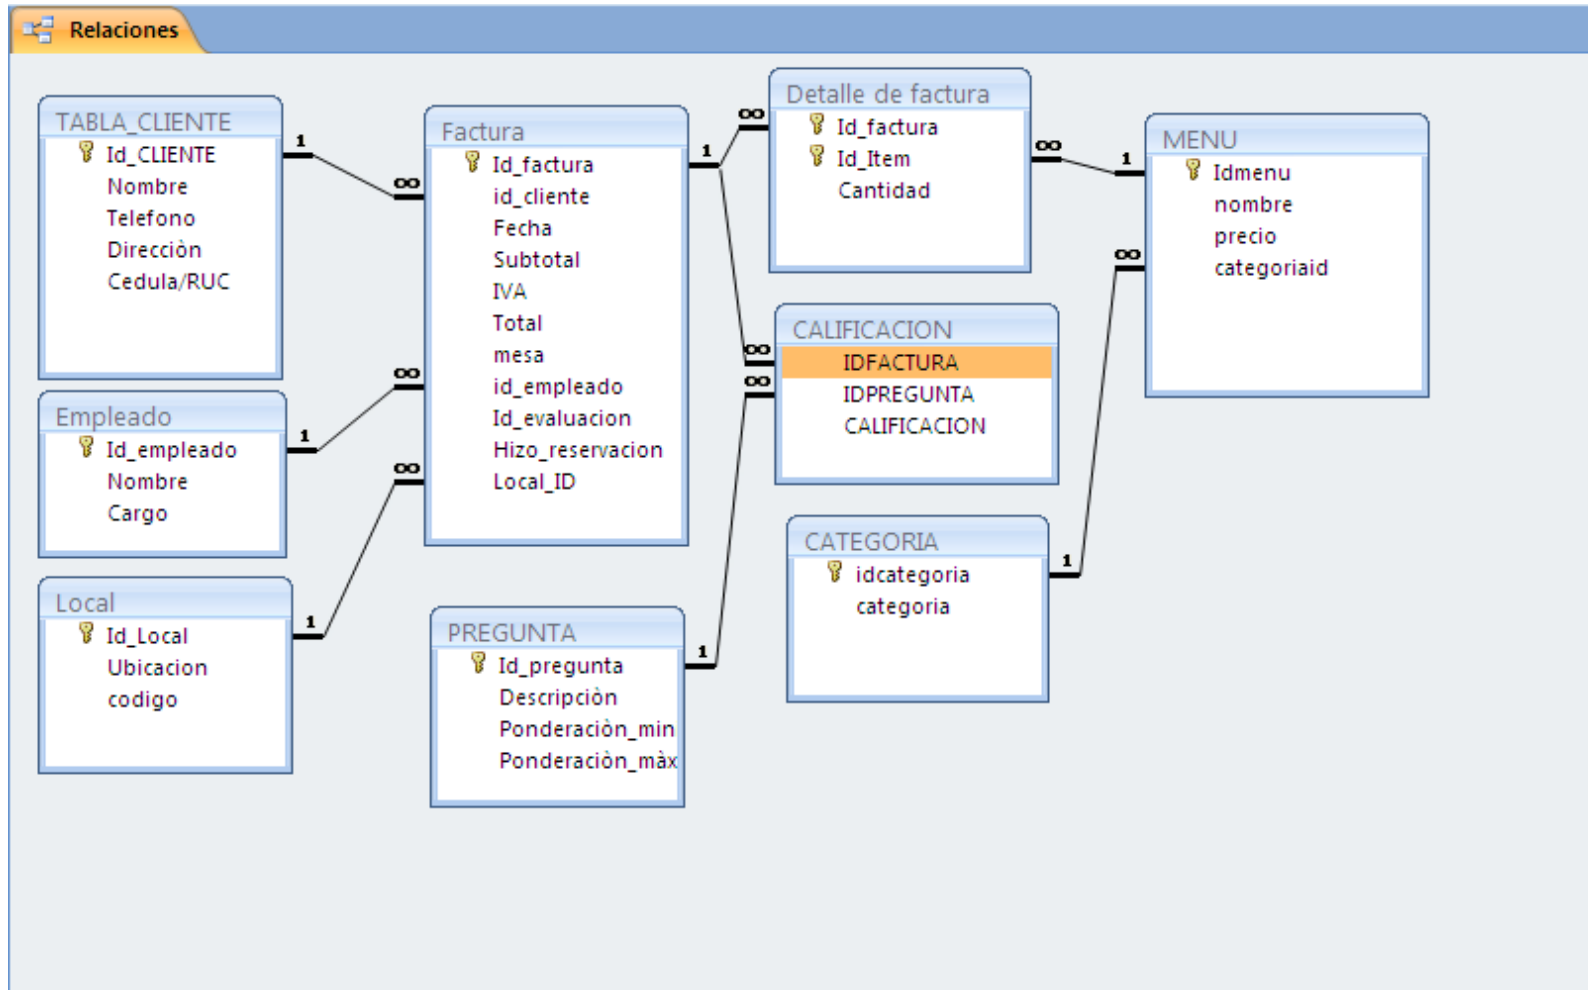 Relaciones
TABLA_CLIENTE
Id_CLIENTE
Nombre
Telefono
Direcciòn
Cedula/RUC
1
∞
Empleado
Id_empleado
Nombre
Cargo
1
∞
Local
Id_Local
Ubicacion
codigo
1
∞
Factura
Id_factura
id_cliente
Fecha
Subtotal
IVA
Total
mesa
id_empleado
Id_evaluacion
Hizo_reservacion
Local_ID
1
∞
∞
PREGUNTA
Id_pregunta
Descripciòn
Ponderaciòn_min
Ponderaciòn_màx
1
∞
Detalle de factura
Id_factura
Id_Item
Cantidad
∞
1
CALIFICACION
IDFACTURA
IDPREGUNTA
CALIFICACION
CATEGORIA
idcategoria
categoria
1
∞
MENU
Idmenu
nombre
precio
categoriaid